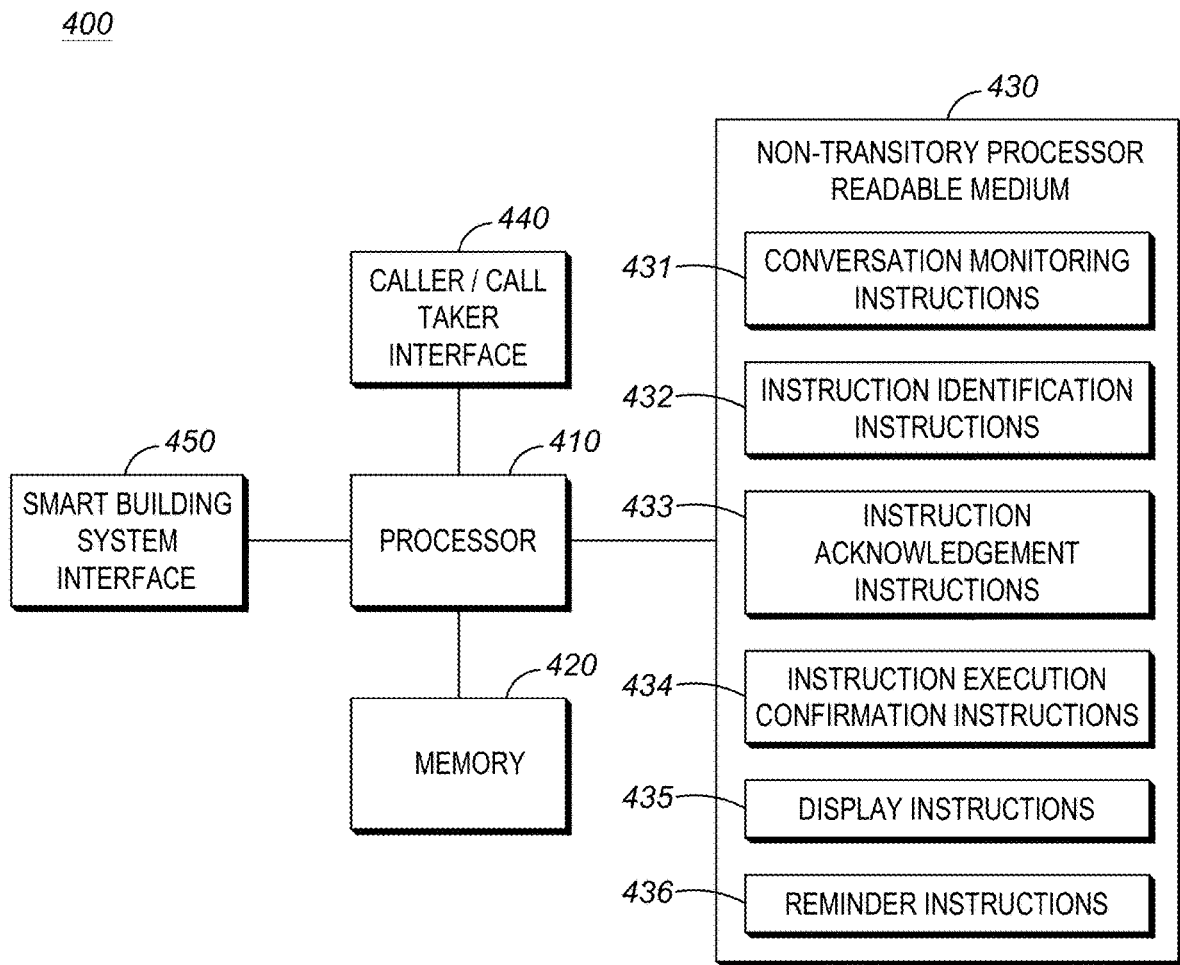 400
430
NON-TRANSITORY PROCESSOR
READABLE MEDIUM
440
CALLER / CALL
TAKER
INTERFACE
431
CONVERSATION MONITORING
INSTRUCTIONS
432
INSTRUCTION IDENTIFICATION
INSTRUCTIONS
450
SMART BUILDING
SYSTEM
INTERFACE
410
PROCESSOR
433
INSTRUCTION
ACKNOWLEDGEMENT
INSTRUCTIONS
420
MEMORY
434
INSTRUCTION EXECUTION
CONFIRMATION INSTRUCTIONS
435
DISPLAY INSTRUCTIONS
436
REMINDER INSTRUCTIONS